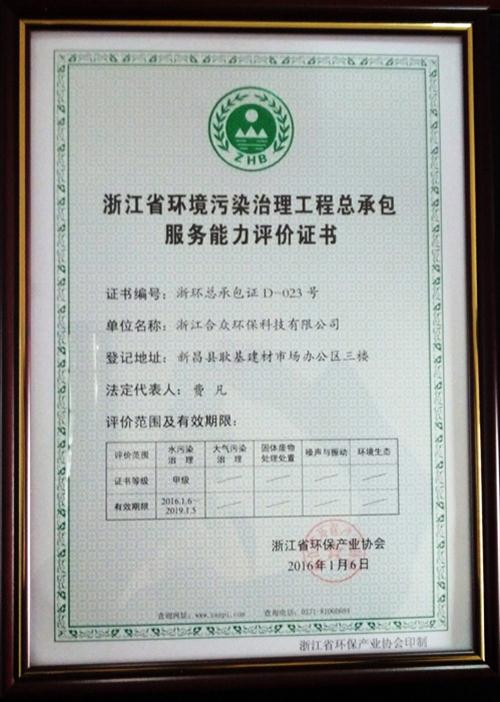 ZHB
浙江省环境污染治理工程总承包
服务能力评价证书
证书编号：浙环总承包证 D-023 号
单位名称：浙江合众环保科技有限公司
登记地址：新昌县耿基建材市场办公区三楼
法定代表人：费 凡
评价范围及有效期限：
评价范围 水污染治理 大气污染治理 固体废物处理处置 噪声与振动 环境生态
证书等级 甲级
有效期限 2016.1.6-2019.1.5
浙江省环保产业协会
2016年1月6日
查询网址： 查询电话：
浙江省环保产业协会印制